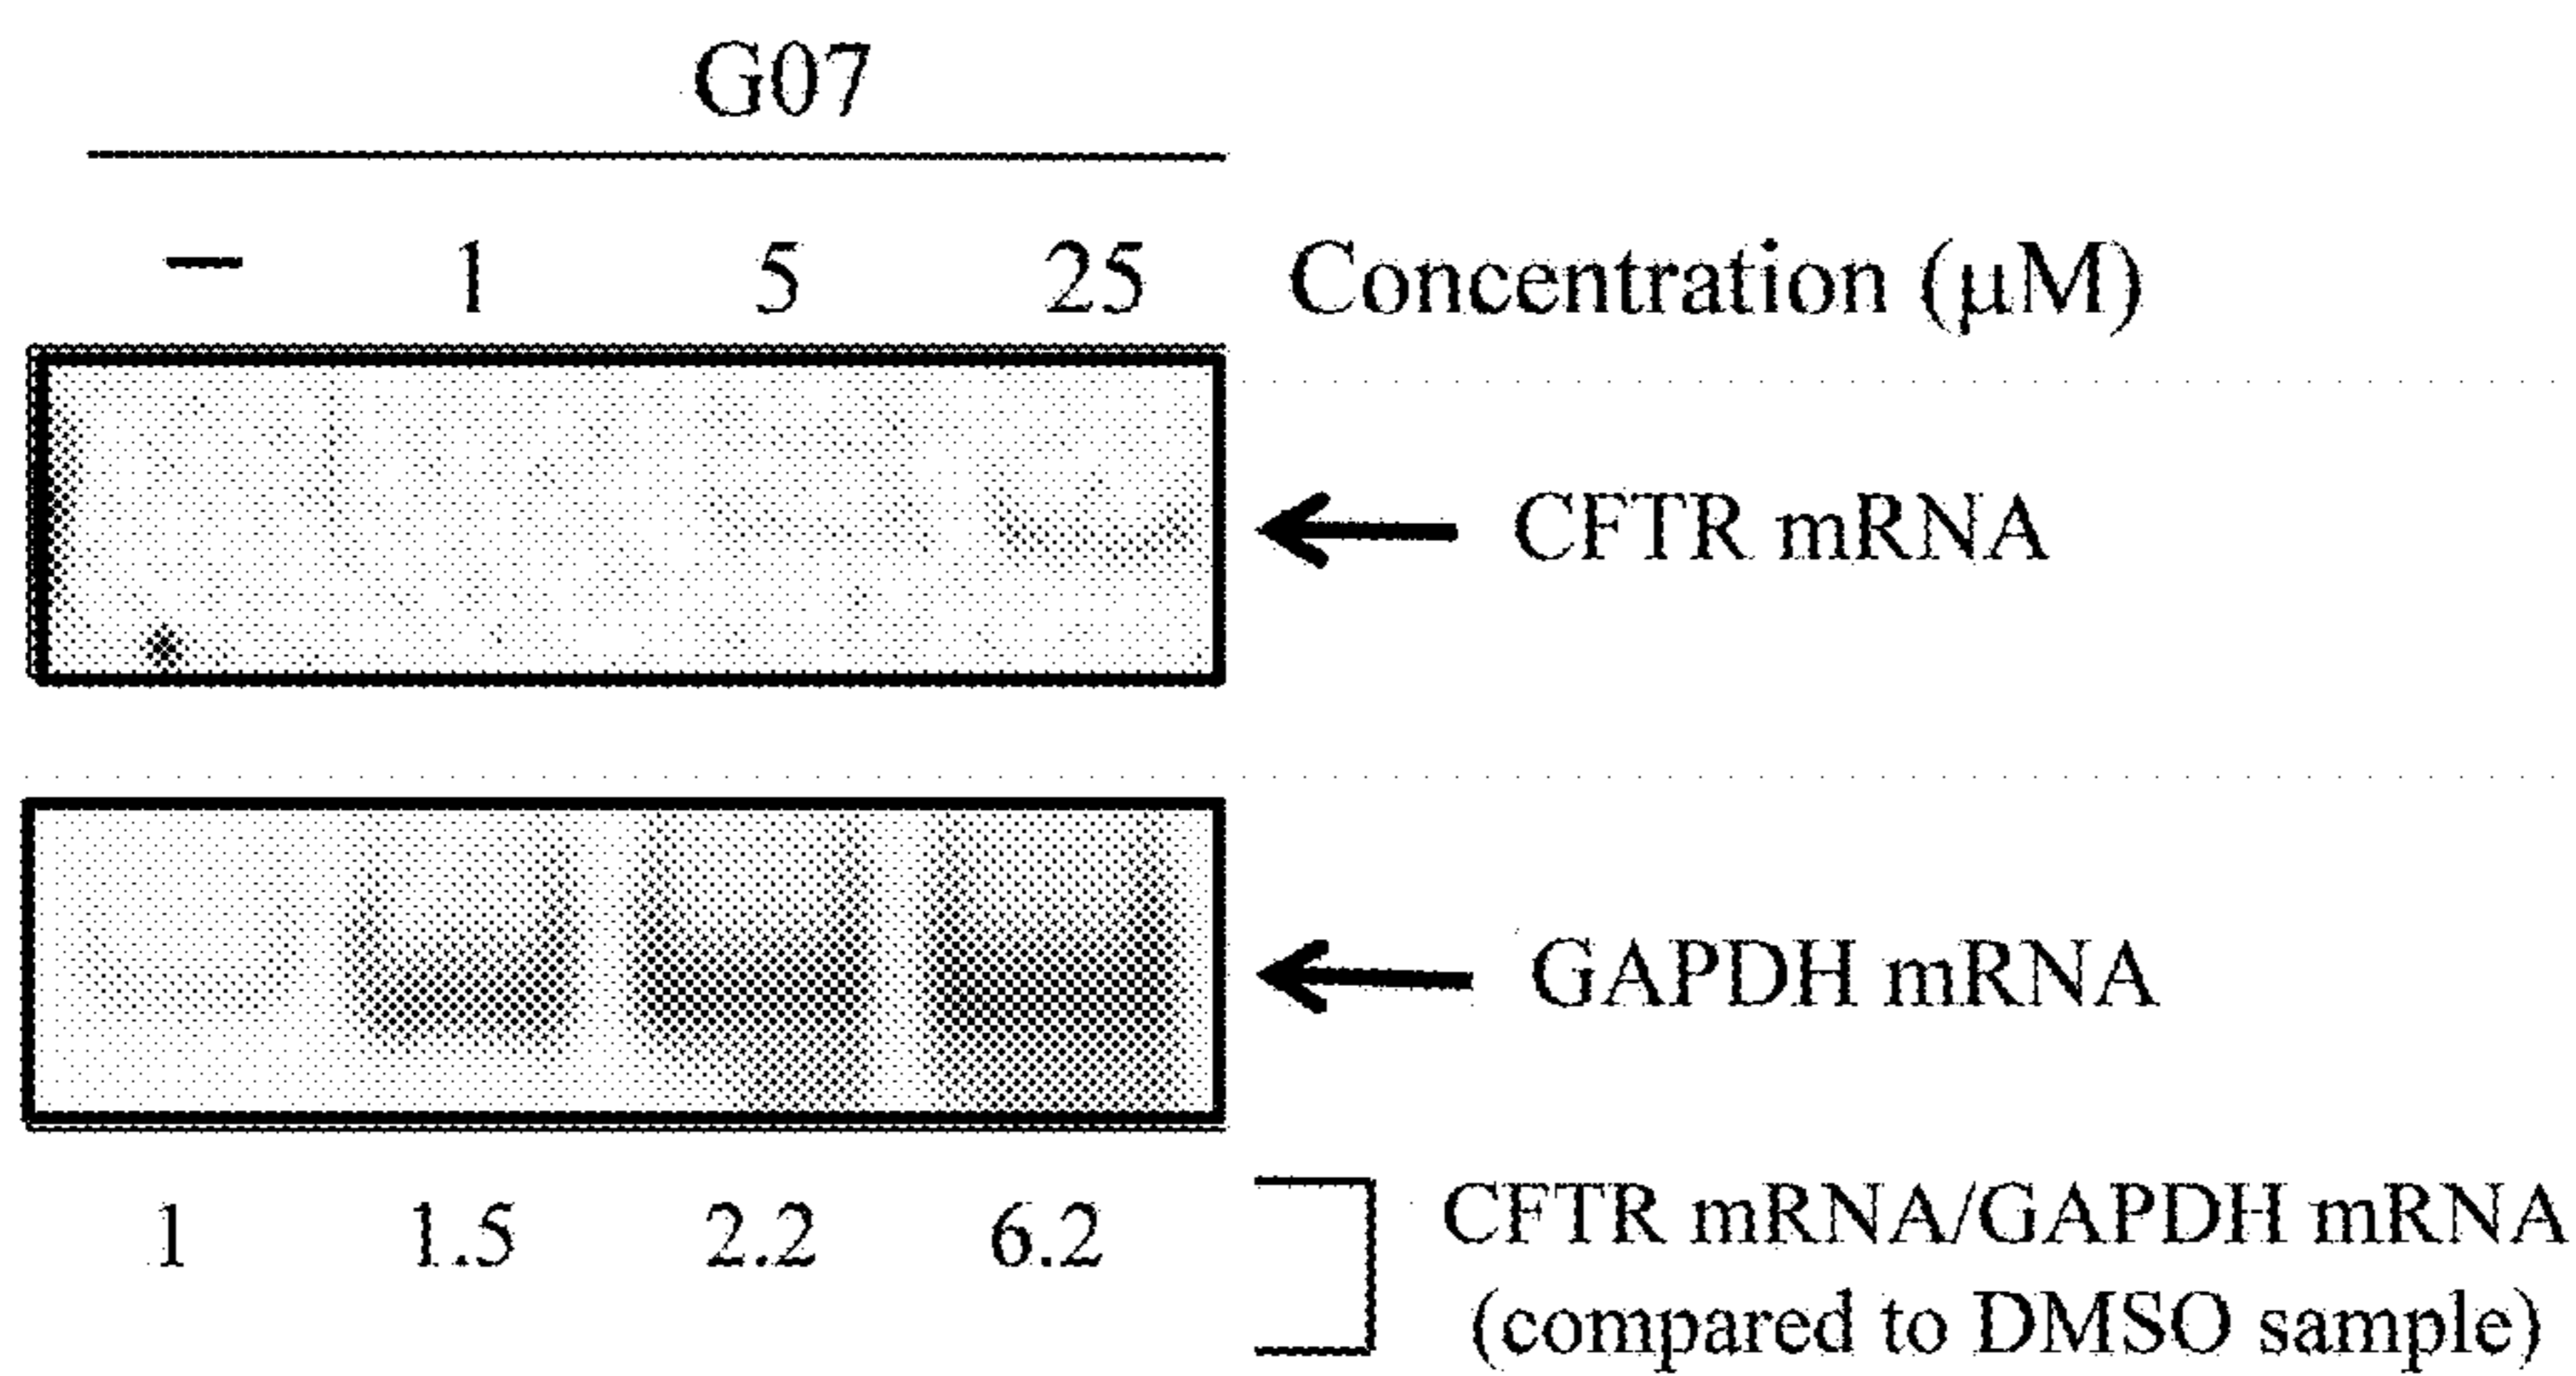 G07
– 1 5 25 Concentration (µM)
CFTR mRNA
GAPDH mRNA
1 1.5 2.2 6.2 CFTR mRNA/GAPDH mRNA
(compared to DMSO sample)